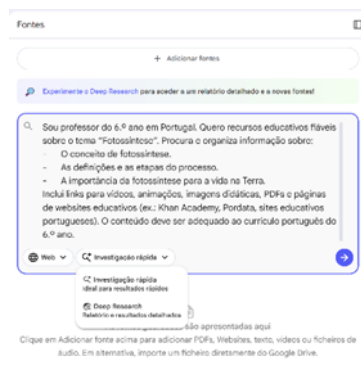 Fontes
+ Adicionar fontes
Experimente o Deep Research para aceder a um relatório detalhado e a novas fontes!
Sou professor do 6.º ano em Portugal. Quero recursos educativos fiáveis
sobre o tema "Fotossíntese". Procura e organiza informação sobre:
- O conceito de fotossíntese.
- As definições e as etapas do processo.
- A importância da fotossíntese para a vida na Terra.
Inclui links para vídeos, animações, imagens didáticas, PDFs e páginas
de websites educativos (ex.: Khan Academy, Pordata, sites educativos
portugueses). O conteúdo deve ser adequado ao currículo português do
6.º ano.
Web
Investigação rápida
Investigação rápida
Ideal para resultados rápidos
Deep Research
Relatório e resultados detalhados
são apresentadas aqui
Clique em Adicionar fonte acima para adicionar PDFs, Websites, texto, vídeos ou ficheiros de
áudio. Em alternativa, importe um ficheiro diretamente do Google Drive.